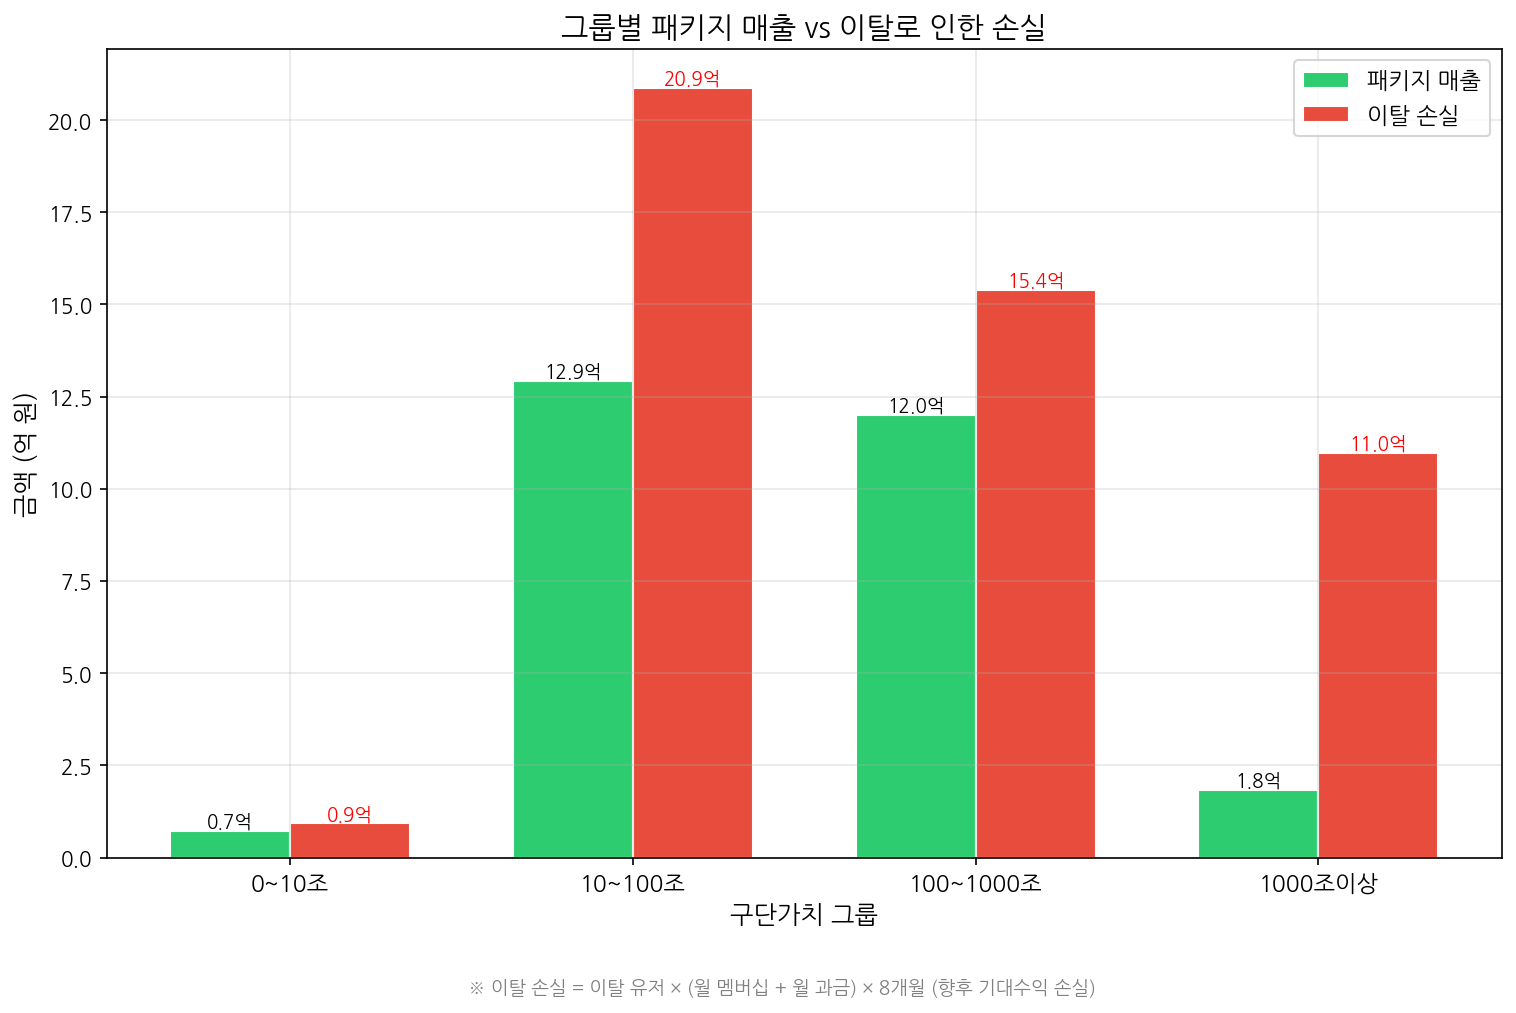 그룹별 패키지 매출 vs 이탈로 인한 손실
패키지 매출
이탈 손실
금액 (억 원)
20.0
17.5
15.0
12.5
10.0
7.5
5.0
2.5
0.0
0.7억
0.9억
12.9억
20.9억
12.0억
15.4억
1.8억
11.0억
0~10조
10~100조
100~1000조
1000조이상
구단가치 그룹
※ 이탈 손실 = 이탈 유저 × (월 멤버십 + 월 과금) × 8개월 (향후 기대수익 손실)